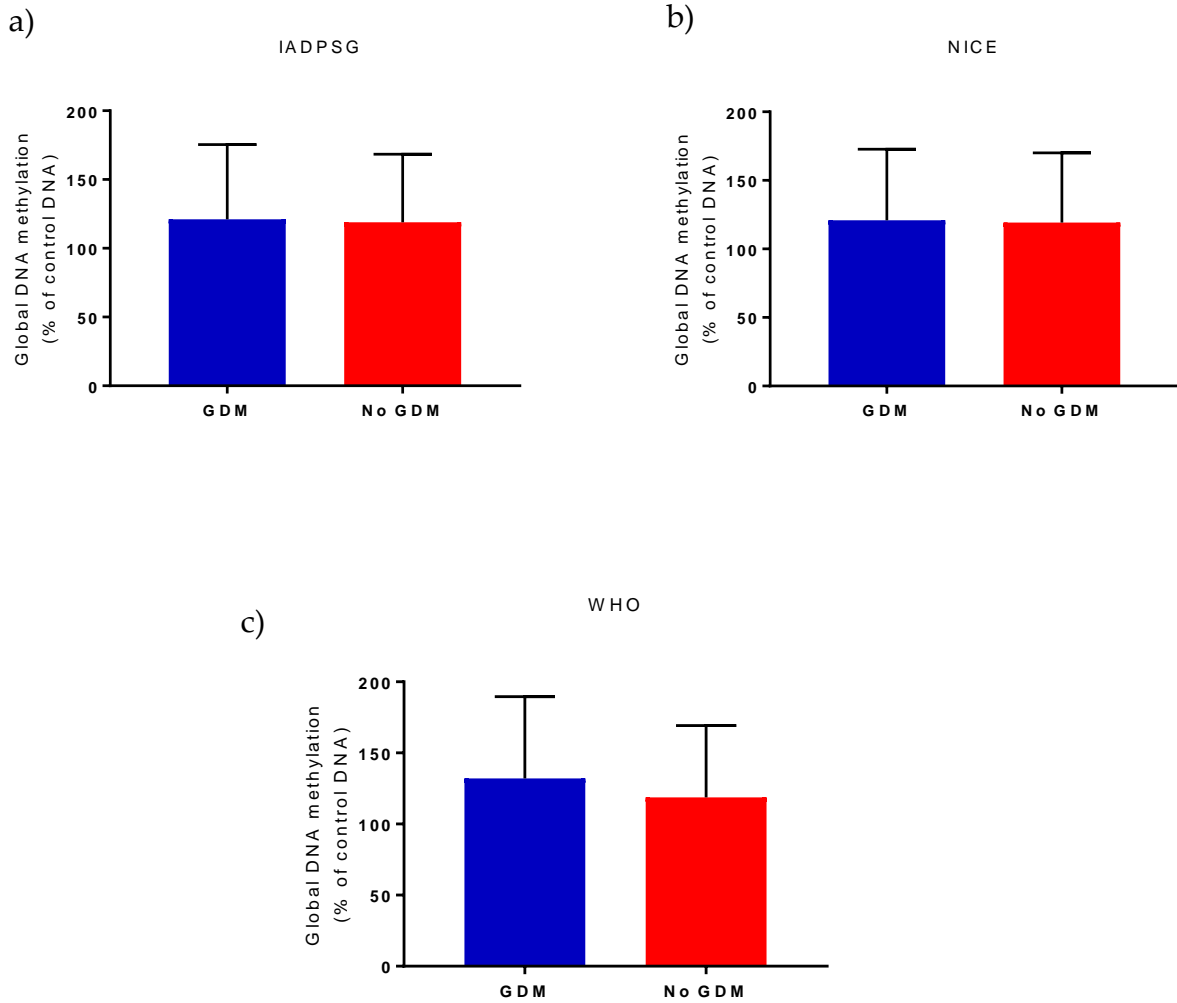 a)
IADPSG
Global DNA methylation
(% of control DNA)
200
150
100
50
0
GDM
No GDM
b)
NICE
Global DNA methylation
(% of control DNA)
200
150
100
50
0
GDM
No GDM
c)
WHO
Global DNA methylation
(% of control DNA)
200
150
100
50
0
GDM
No GDM